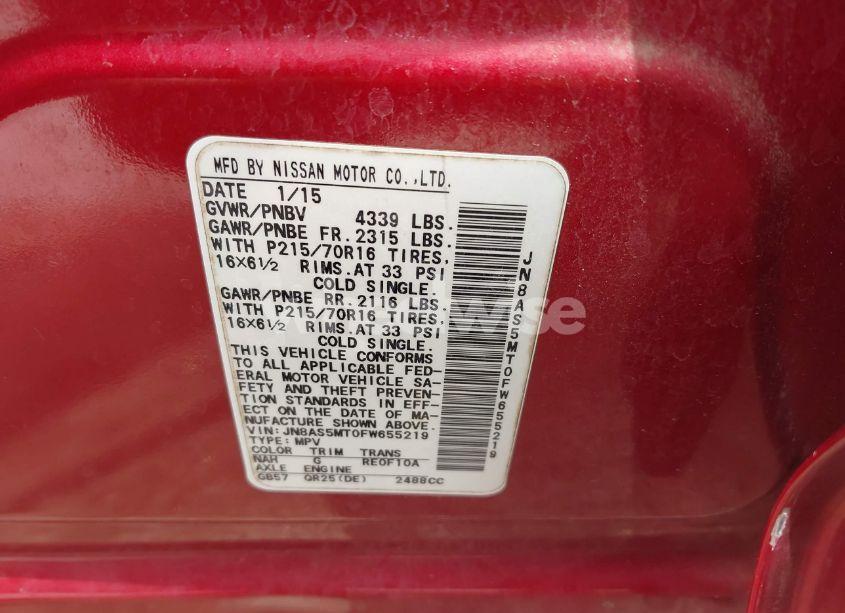 MFD BY NISSAN MOTOR CO.,LTD.
DATE 1/15
GVWR/PNBV 4339 LBS.
GAWR/PNBE FR. 2315 LBS.
WITH P215/70R16 TIRES,
16X6½ RIMS.AT 33 PSI
COLD SINGLE.
GAWR/PNBE RR. 2116 LBS.
WITH P215/70R16 TIRES,
16X6½ RIMS.AT 33 PSI
COLD SINGLE.
THIS VEHICLE CONFORMS
TO ALL APPLICABLE FED-
ERAL MOTOR VEHICLE SA-
FETY AND THEFT PREVEN-
TION STANDARDS IN EFF-
ECT ON THE DATE OF MA-
NUFACTURE SHOWN ABOVE.
VIN: JN8AS5MT0FW655219
TYPE: MPV
COLOR TRIM TRANS
NAH G RE0F10A
AXLE ENGINE
GB57 QR25(DE) 2488CC
JN8AS5MT0FW655219